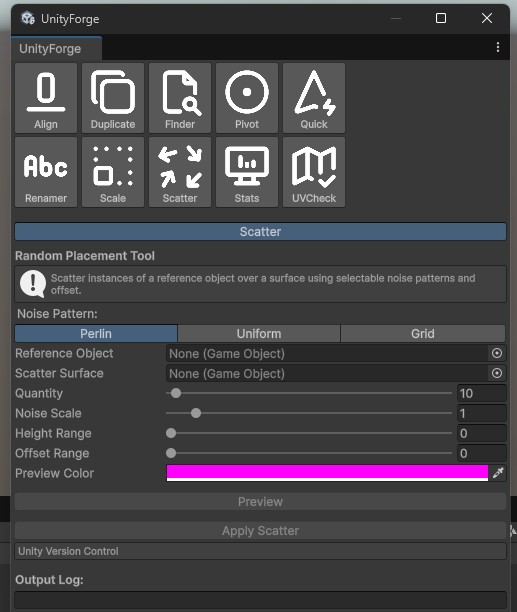 UnityForge
UnityForge
Align Duplicate Finder Pivot Quick
Abc
Renamer Scale Scatter Stats UVCheck
Scatter
Random Placement Tool
Scatter instances of a reference object over a surface using selectable noise patterns and
offset.
Noise Pattern:
Perlin Uniform Grid
Reference Object None (Game Object)
Scatter Surface None (Game Object)
Quantity 10
Noise Scale 1
Height Range 0
Offset Range 0
Preview Color
Preview
Apply Scatter
Unity Version Control
Output Log: